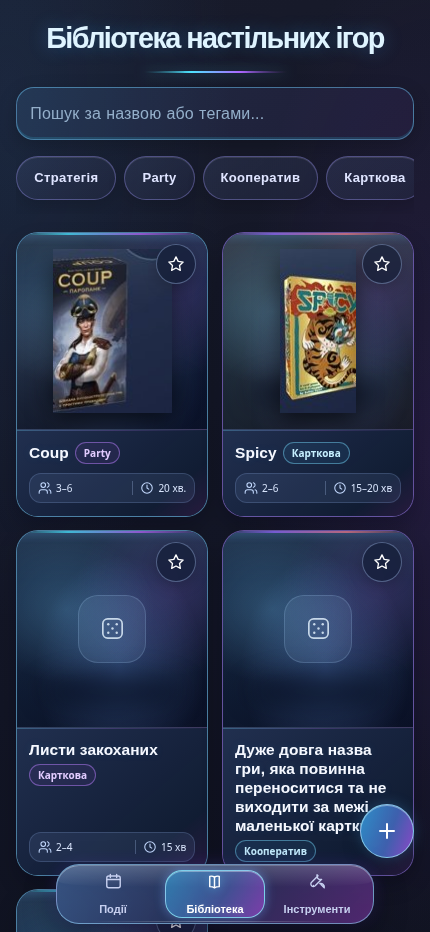 Бібліотека настільних ігор
Пошук за назвою або тегами...
Стратегія Party Кооператив Карткова
COUP
ПАРОПАНК
SPICY
Coup Party
Spicy Карткова
3–6 20 хв.
2–6 15–20 хв
Листи закоханих
Карткова
2–4 15 хв
Дуже довга назва
гри, яка повинна
переноситися та не
виходити за межі
маленької картк
Кооператив
Події Бібліотека Інструменти